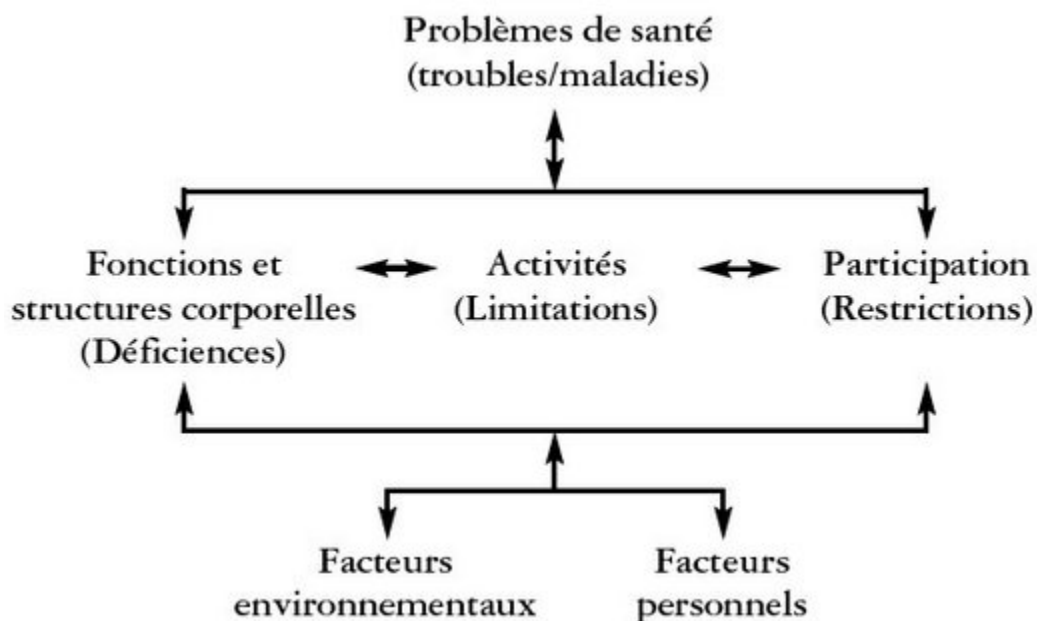 Problèmes de santé
(troubles/maladies)
Fonctions et
structures corporelles
(Déficiences)
Activités
(Limitations)
Participation
(Restrictions)
Facteurs
environnementaux
Facteurs
personnels